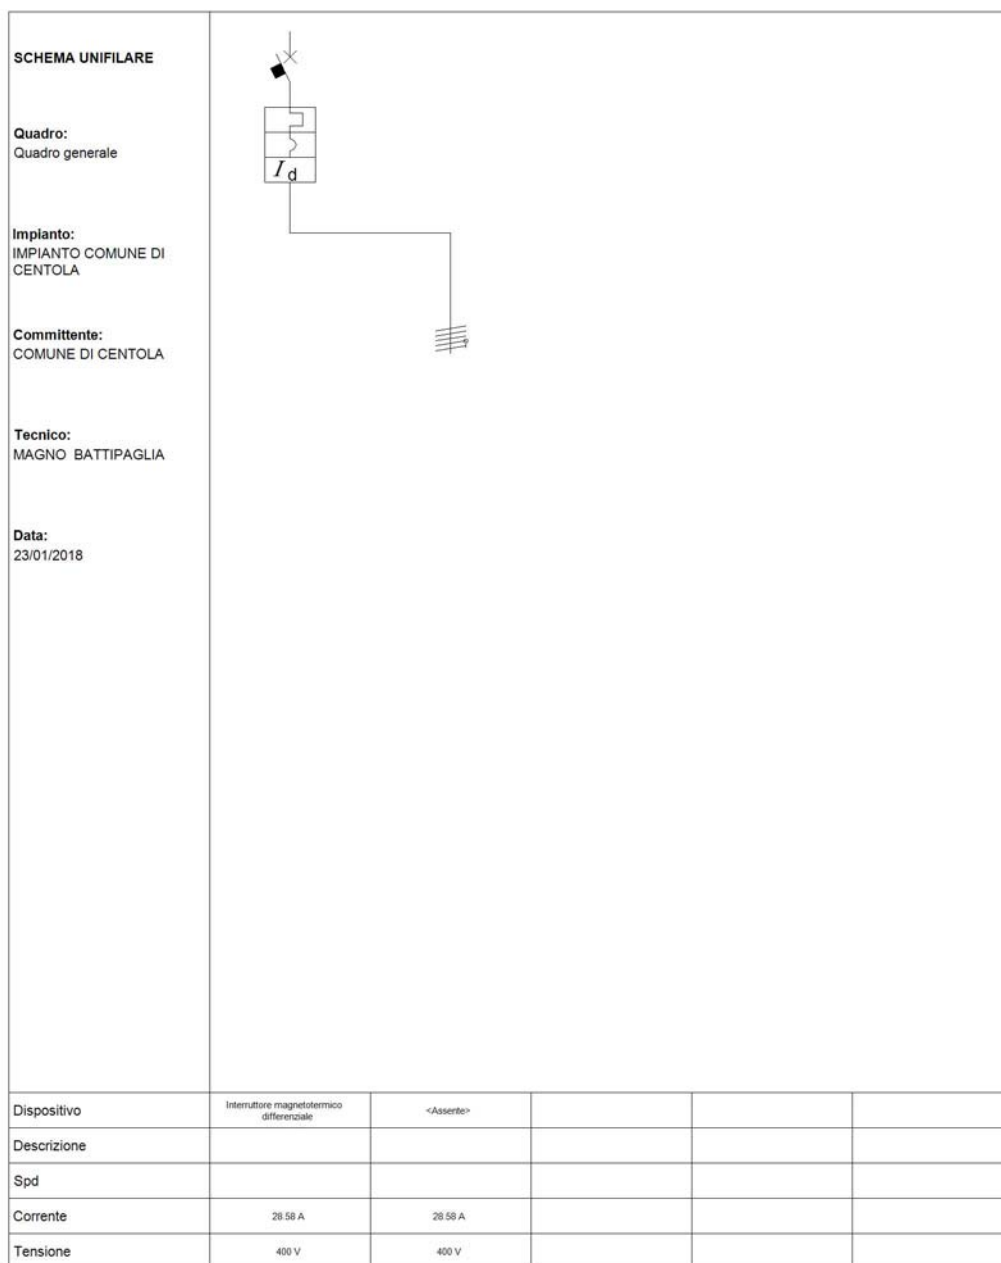 SCHEMA UNIFILARE
Quadro:
Quadro generale
Impianto:
IMPIANTO COMUNE DI
CENTOLA
Committente:
COMUNE DI CENTOLA
Tecnico:
MAGNO BATTIPAGLIA
Data:
23/01/2018
I d
Dispositivo
Interruttore magnetotermico
differenziale
<Assente>
Descrizione
Spd
Corrente
28.58 A
28.58 A
Tensione
400 V
400 V